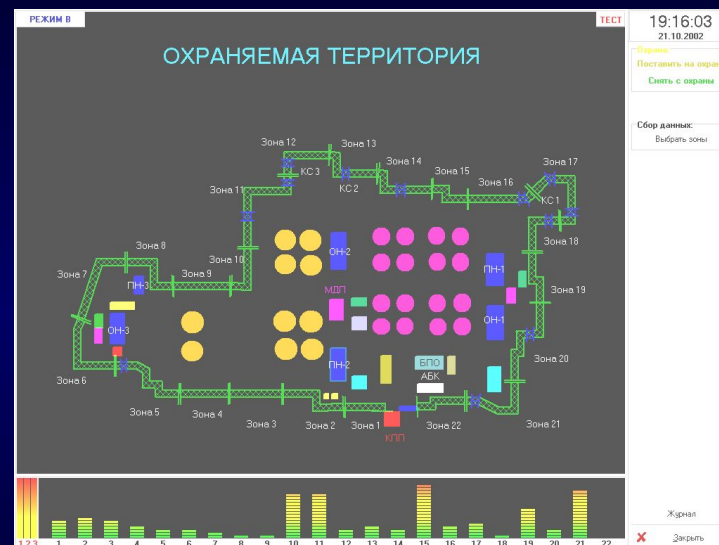 РЕЖИМ В
ТЕСТ
19:16:03
21.10.2002
ОХРАНЯЕМАЯ ТЕРРИТОРИЯ
Охрана
Поставить на охран
Снять с охраны
Сбор данных:
Выбрать зоны
Зона 12
Зона 13
Зона 14
Зона 15
Зона 16
Зона 17
КС 3
КС 2
КС 1
Зона 11
Зона 18
Зона 10
Зона 8
Зона 9
Зона 7
ОН-2
ПН-1
ПН-3
МДП
Зона 19
ОН-3
ОН-1
ПН-2
БПО
АБК
Зона 20
Зона 6
Зона 5
Зона 4
Зона 3
Зона 2
Зона 1
Зона 22
Зона 21
КПП
Журнал
Закрыть
1 2 3 1 2 3 4 5 6 7 8 9 10 11 12 13 14 15 16 17 18 19 20 21 22